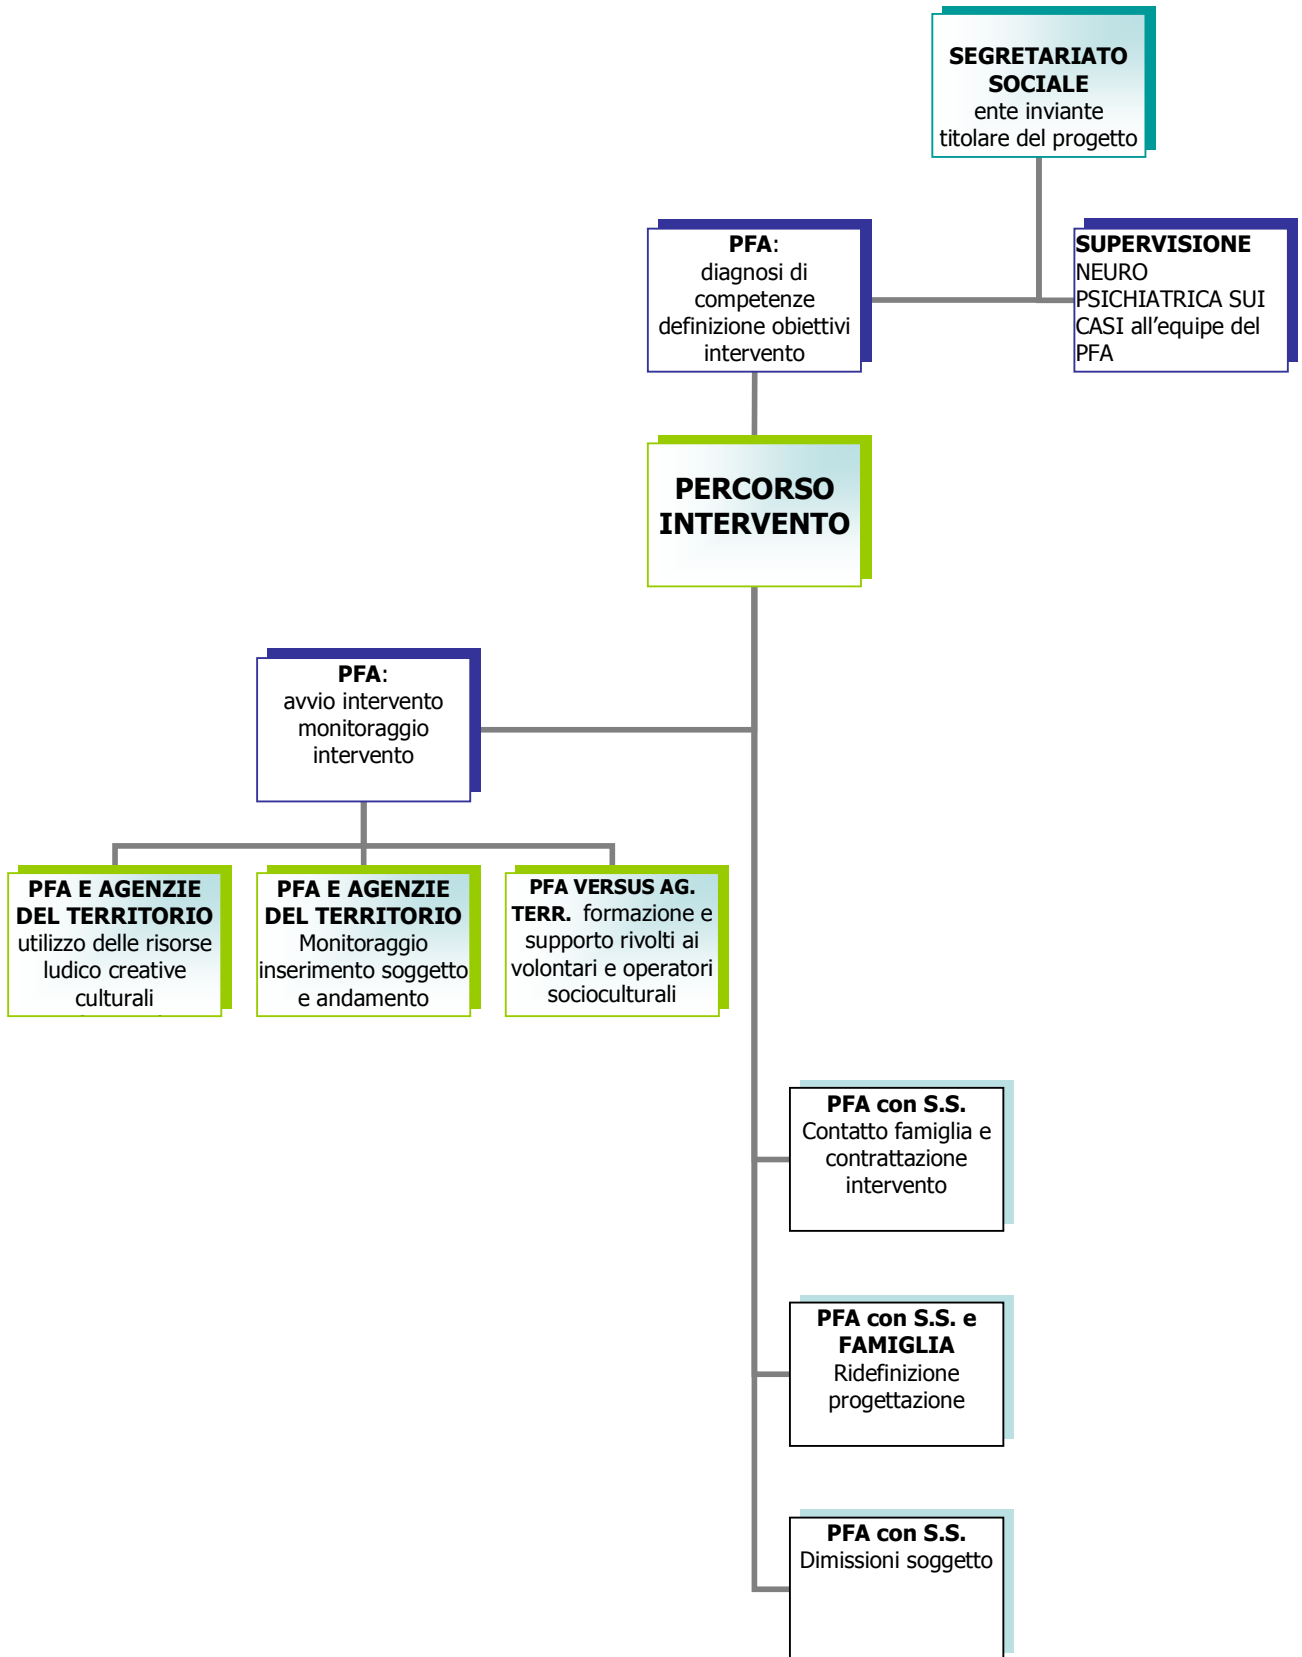 SEGRETARIATO
SOCIALE
ente inviante
titolare del progetto
PFA:
diagnosi di
competenze
definizione obiettivi
intervento
SUPERVISIONE
NEURO
PSICHIATRICA SUI
CASI all’equipe del
PFA
PERCORSO
INTERVENTO
PFA:
avvio intervento
monitoraggio
intervento
PFA E AGENZIE
DEL TERRITORIO
utilizzo delle risorse
ludico creative
culturali
PFA E AGENZIE
DEL TERRITORIO
Monitoraggio
inserimento soggetto
e andamento
PFA VERSUS AG.
TERR. formazione e
supporto rivolti ai
volontari e operatori
socioculturali
PFA con S.S.
Contatto famiglia e
contrattazione
intervento
PFA con S.S. e
FAMIGLIA
Ridefinizione
progettazione
PFA con S.S.
Dimissioni soggetto